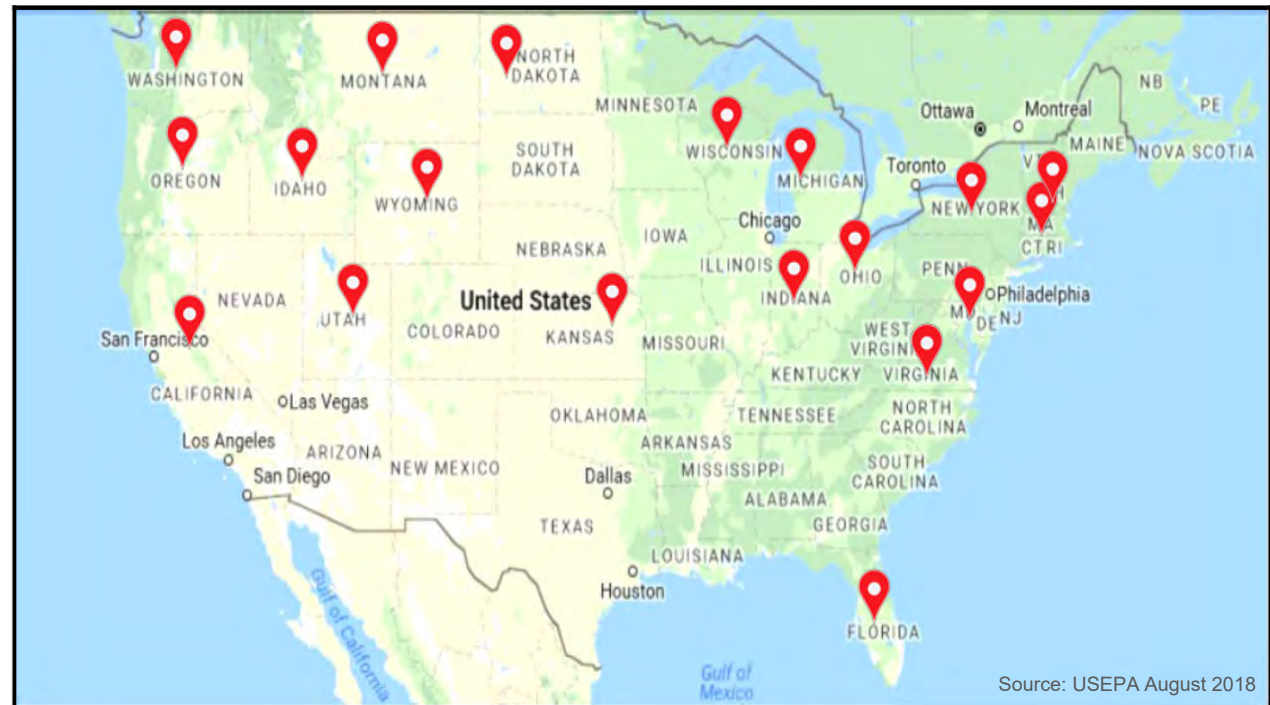 WASHINGTON
MONTANA
NORTH
DAKOTA
MINNESOTA
Ottawa
Montreal
NB
PE
OREGON
IDAHO
WYOMING
SOUTH
DAKOTA
WISCONSIN
MICHIGAN
Toronto
MAINE
NOVA SCOTIA
NEW YORK
Chicago
NEBRASKA
IOWA
ILLINOIS
INDIANA
OHIO
PENN
MA
CT RI
NEVADA
UTAH
COLORADO
United States
KANSAS
MISSOURI
Philadelphia
DE NJ
WEST
San Francisco
CALIFORNIA
Las Vegas
KENTUCKY
VIRGINIA
OKLAHOMA
TENNESSEE
NORTH
CAROLINA
Los Angeles
San Diego
ARIZONA
NEW MEXICO
Dallas
ARKANSAS
MISSISSIPPI
SOUTH
CAROLINA
ALABAMA
GEORGIA
TEXAS
LOUISIANA
Houston
FLORIDA
Gulf of California
Gulf of
Mexico
Source: USEPA August 2018